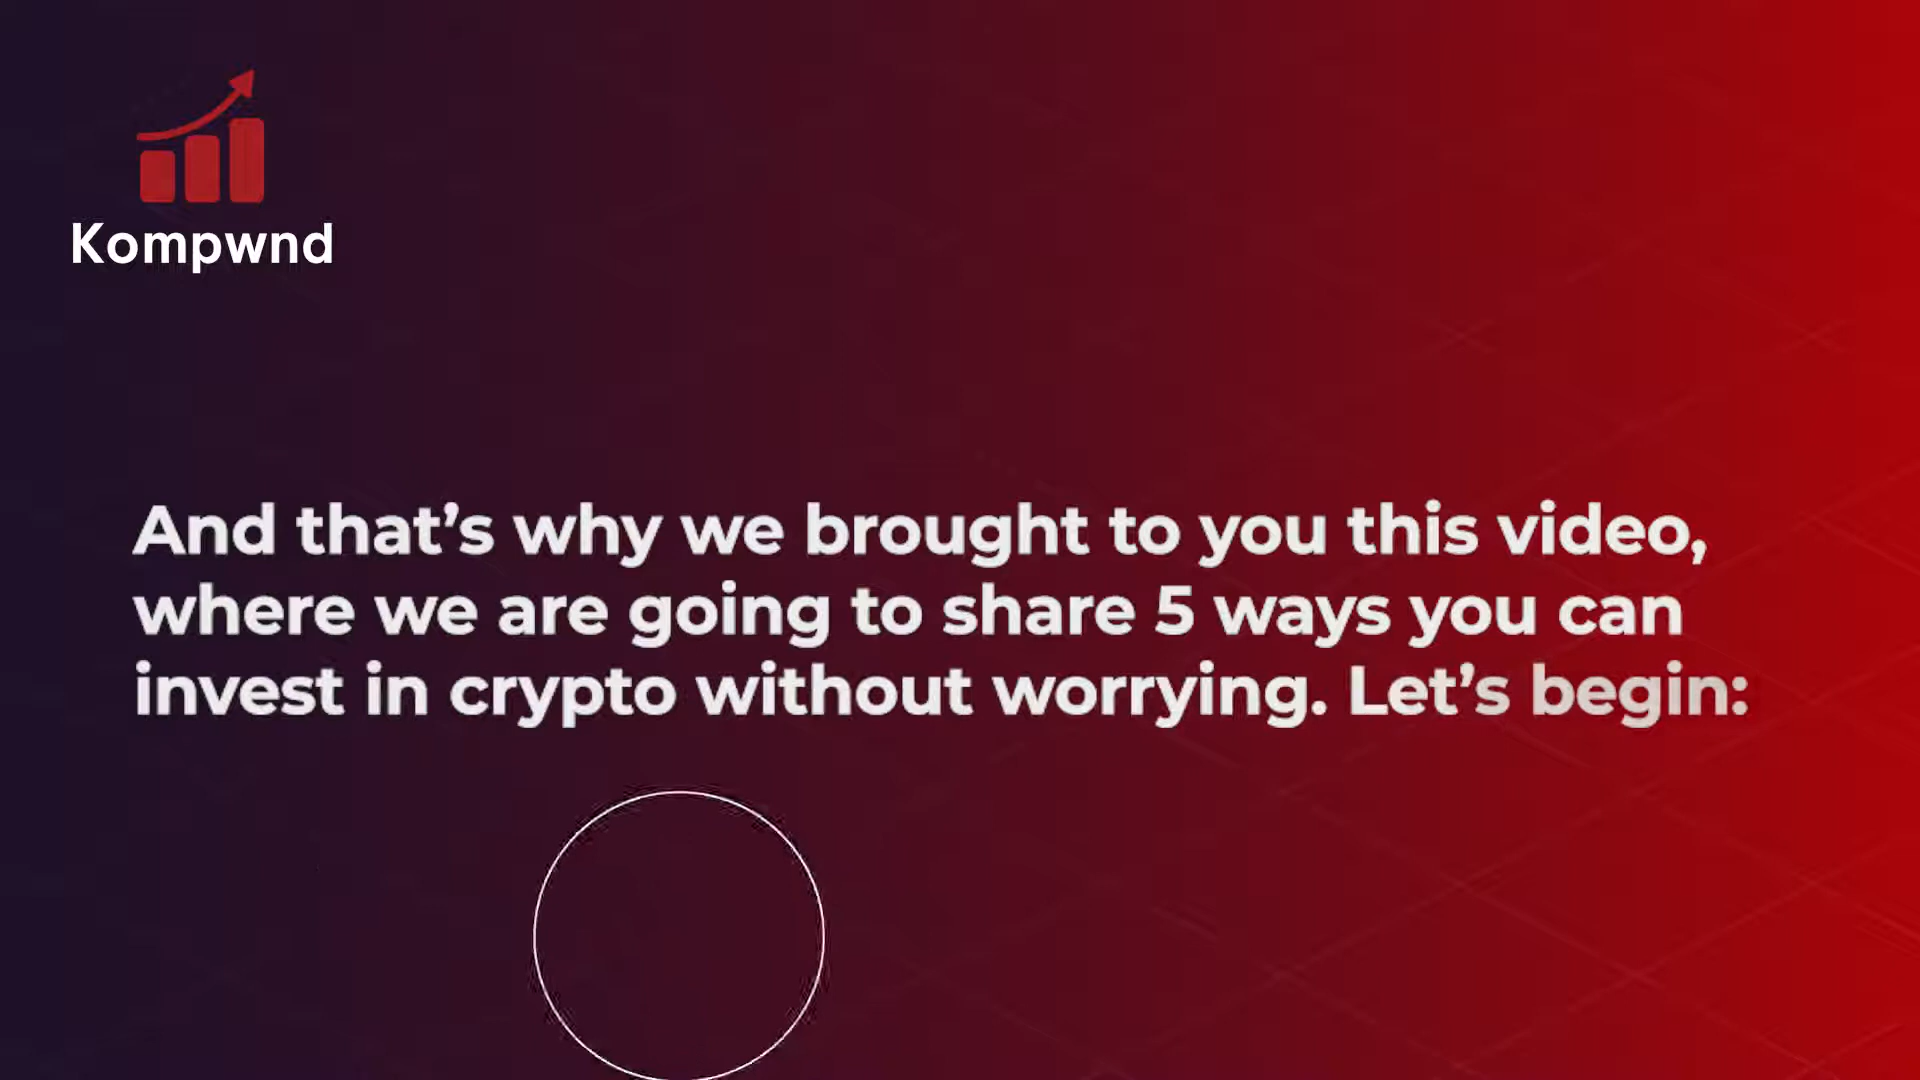 Kompwnd
And that’s why we brought to you this video,
where we are going to share 5 ways you can
invest in crypto without worrying. Let’s begin: